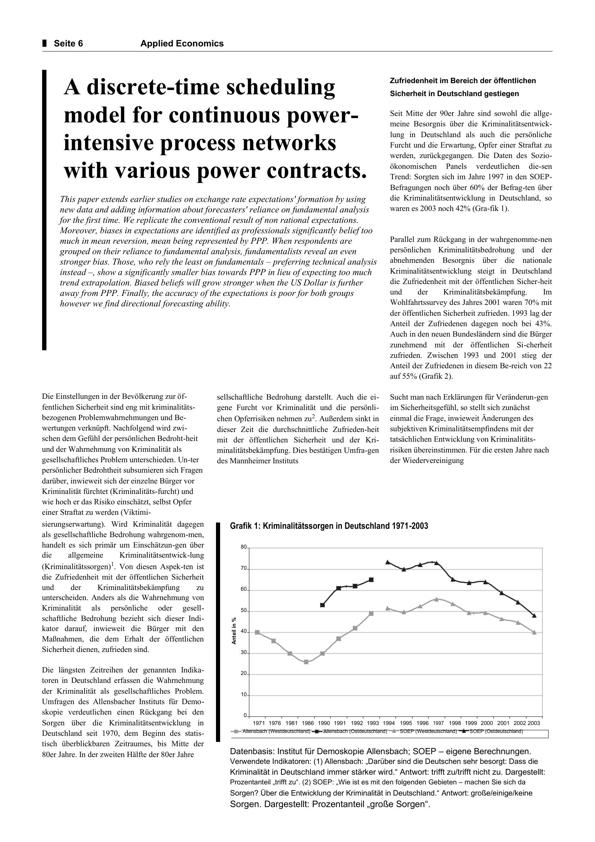 Seite 6
Applied Economics
A discrete-time scheduling
model for continuous power-
intensive process networks
with various power contracts.
This paper extends earlier studies on exchange rate expectations' formation by using
new data and adding information about forecasters' reliance on fundamental analysis
for the first time. We replicate the conventional result of non rational expectations.
Moreover, biases in expectations are identified as professionals significantly belief too
much in mean reversion, mean being represented by PPP. When respondents are
grouped on their reliance to fundamental analysis, fundamentalists reveal an even
stronger bias. Those, who rely the least on fundamentals – preferring technical analysis
instead –, show a significantly smaller bias towards PPP in lieu of expecting too much
trend extrapolation. Biased beliefs will grow stronger when the US Dollar is further
away from PPP. Finally, the accuracy of the expectations is poor for both groups
however we find directional forecasting ability.
Zufriedenheit im Bereich der öffentlichen
Sicherheit in Deutschland gestiegen
Seit Mitte der 90er Jahre sind sowohl die allge-
meine Besorgnis über die Kriminalitätsentwick-
lung in Deutschland als auch die persönliche
Furcht und die Erwartung, Opfer einer Straftat zu
werden, zurückgegangen. Die Daten des Sozio-
ökonomischen Panels verdeutlichen die-sen
Trend: Sorgten sich im Jahre 1997 in den SOEP-
Befragungen noch über 60% der Befrag-ten über
die Kriminalitätsentwicklung in Deutschland, so
waren es 2003 noch 42% (Gra-fik 1).
Parallel zum Rückgang in der wahrgenomme-nen
persönlichen Kriminalitätsbedrohung und der
abnehmenden Besorgnis über die nationale
Kriminalitätsentwicklung steigt in Deutschland
die Zufriedenheit mit der öffentlichen Sicher-heit
und der Kriminalitätsbekämpfung. Im
Wohlfahrtssurvey des Jahres 2001 waren 70% mit
der öffentlichen Sicherheit zufrieden. 1993 lag der
Anteil der Zufriedenen dagegen noch bei 43%.
Auch in den neuen Bundesländern sind die Bürger
zunehmend mit der öffentlichen Si-cherheit
zufrieden. Zwischen 1993 und 2001 stieg der
Anteil der Zufriedenen in diesem Be-reich von 22
auf 55% (Grafik 2).
Die Einstellungen in der Bevölkerung zur öf-
fentlichen Sicherheit sind eng mit kriminalitäts-
bezogenen Problemwahrnehmungen und Be-
wertungen verknüpft. Nachfolgend wird zwi-
schen dem Gefühl der persönlichen Bedroht-heit
und der Wahrnehmung von Kriminalität als
gesellschaftliches Problem unterschieden. Un-ter
persönlicher Bedrohtheit subsumieren sich Fragen
darüber, inwieweit sich der einzelne Bürger vor
Kriminalität fürchtet (Kriminalitäts-furcht) und
wie hoch er das Risiko einschätzt, selbst Opfer
einer Straftat zu werden (Viktimi-
sierungserwartung). Wird Kriminalität dagegen
als gesellschaftliche Bedrohung wahrgenom-men,
handelt es sich primär um Einschätzun-gen über
die allgemeine Kriminalitätsentwick-lung
(Kriminalitätssorgen)1. Von diesen Aspek-ten ist
die Zufriedenheit mit der öffentlichen Sicherheit
und der Kriminalitätsbekämpfung zu
unterscheiden. Anders als die Wahrnehmung von
Kriminalität als persönliche oder gesell-
schaftliche Bedrohung bezieht sich dieser Indi-
kator darauf, inwieweit die Bürger mit den
Maßnahmen, die dem Erhalt der öffentlichen
Sicherheit dienen, zufrieden sind.
Die längsten Zeitreihen der genannten Indika-
toren in Deutschland erfassen die Wahrnehmung
der Kriminalität als gesellschaftliches Problem.
Umfragen des Allensbacher Instituts für Demo-
skopie verdeutlichen einen Rückgang bei den
Sorgen über die Kriminalitätsentwicklung in
Deutschland seit 1970, dem Beginn des statis-
tisch überblickbaren Zeitraumes, bis Mitte der
80er Jahre. In der zweiten Hälfte der 80er Jahre
sellschaftliche Bedrohung darstellt. Auch die ei-
gene Furcht vor Kriminalität und die persönli-
chen Opferrisiken nehmen zu2. Außerdem sinkt in
dieser Zeit die durchschnittliche Zufrieden-heit
mit der öffentlichen Sicherheit und der Kri-
minalitätsbekämpfung. Dies bestätigen Umfra-gen
des Mannheimer Instituts
Sucht man nach Erklärungen für Veränderun-gen
im Sicherheitsgefühl, so stellt sich zunächst
einmal die Frage, inwieweit Änderungen des
subjektiven Kriminalitätsempfindens mit der
tatsächlichen Entwicklung von Kriminalitäts-
risiken übereinstimmen. Für die ersten Jahre nach
der Wiedervereinigung
Grafik 1: Kriminalitätssorgen in Deutschland 1971-2003
Anteil in %
80
70
60
50
40
30
20
10
0
1971 1976 1981 1986 1990 1991 1992 1993 1994 1995 1996 1997 1998 1999 2000 2001 2002 2003
Allensbach (Westdeutschland) Allensbach (Ostdeutschland) SOEP (Westdeutschland) SOEP (Ostdeutschland)
Datenbasis: Institut für Demoskopie Allensbach; SOEP – eigene Berechnungen.
Verwendete Indikatoren: (1) Allensbach: „Darüber sind die Deutschen sehr besorgt: Dass die
Kriminalität in Deutschland immer stärker wird.“ Antwort: trifft zu/trifft nicht zu. Dargestellt:
Prozentanteil „trifft zu“. (2) SOEP: „Wie ist es mit den folgenden Gebieten – machen Sie sich da
Sorgen? Über die Entwicklung der Kriminalität in Deutschland.“ Antwort: große/einige/keine
Sorgen. Dargestellt: Prozentanteil „große Sorgen“.